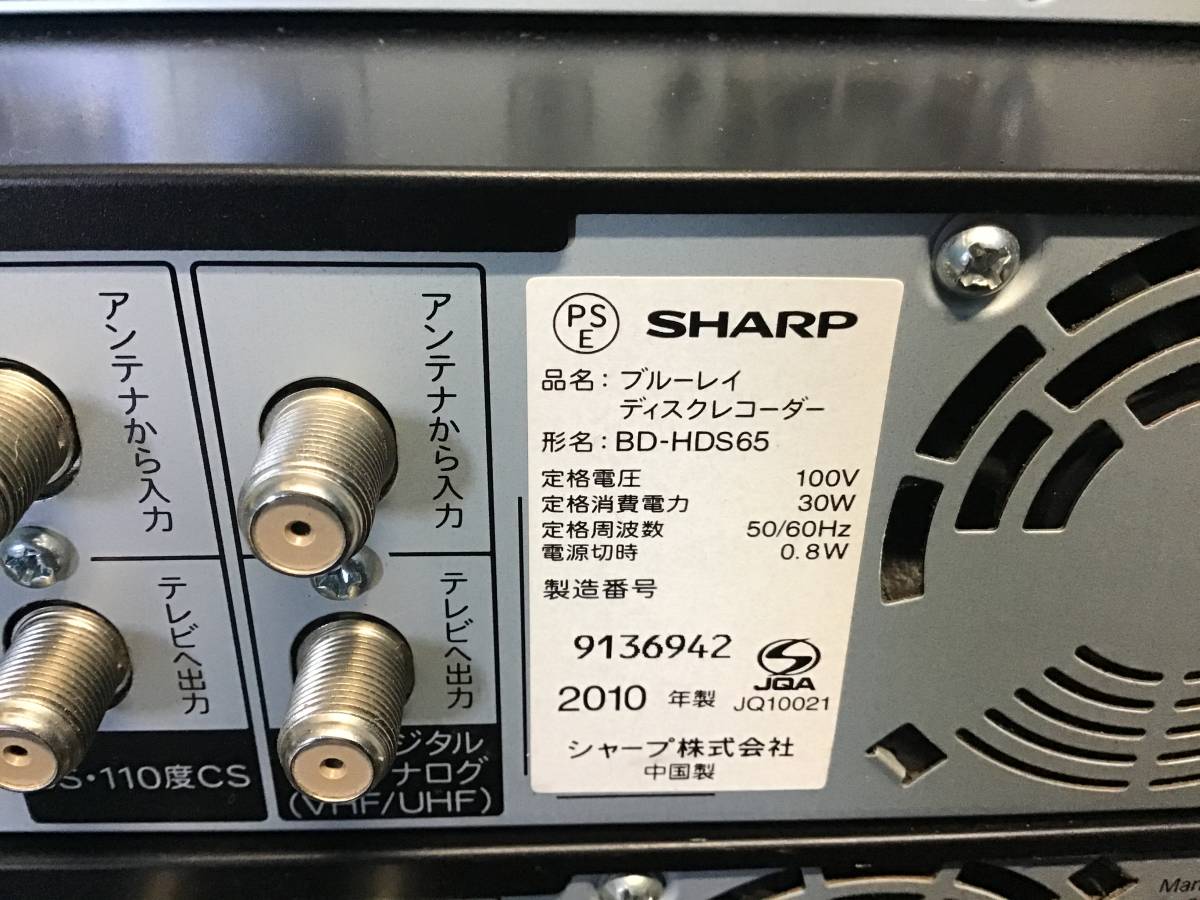 アンテナから入力
テレビへ出力
110度CS
アンテナから入力
テレビへ出力
ジタル
ナログ
(VHF/UHF)
PSE
SHARP
品名：ブルーレイ
ディスクレコーダー
形名：BD-HDS65
定格電圧 100V
定格消費電力 30W
定格周波数 50/60Hz
電源切時 0.8W
製造番号
9136942
JQA
2010 年製 JQ10021
シャープ株式会社
中国製